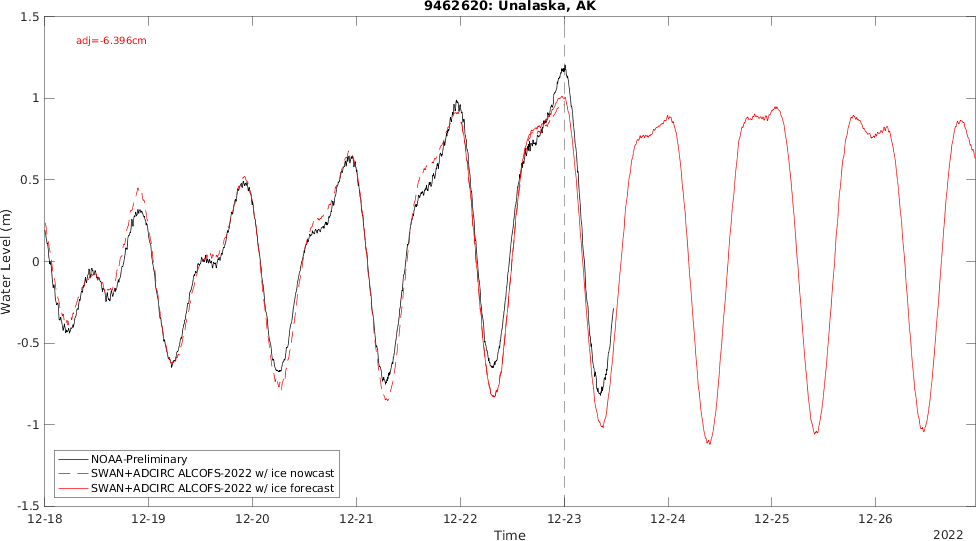 9462620: Unalaska, AK
adj=-6.396cm
1.5
1
0.5
0
-0.5
-1
-1.5
Water Level (m)
NOAA-Preliminary
SWAN+ADCIRC ALCOFS-2022 w/ ice nowcast
SWAN+ADCIRC ALCOFS-2022 w/ ice forecast
12-18 12-19 12-20 12-21 12-22 12-23 12-24 12-25 12-26
Time
2022